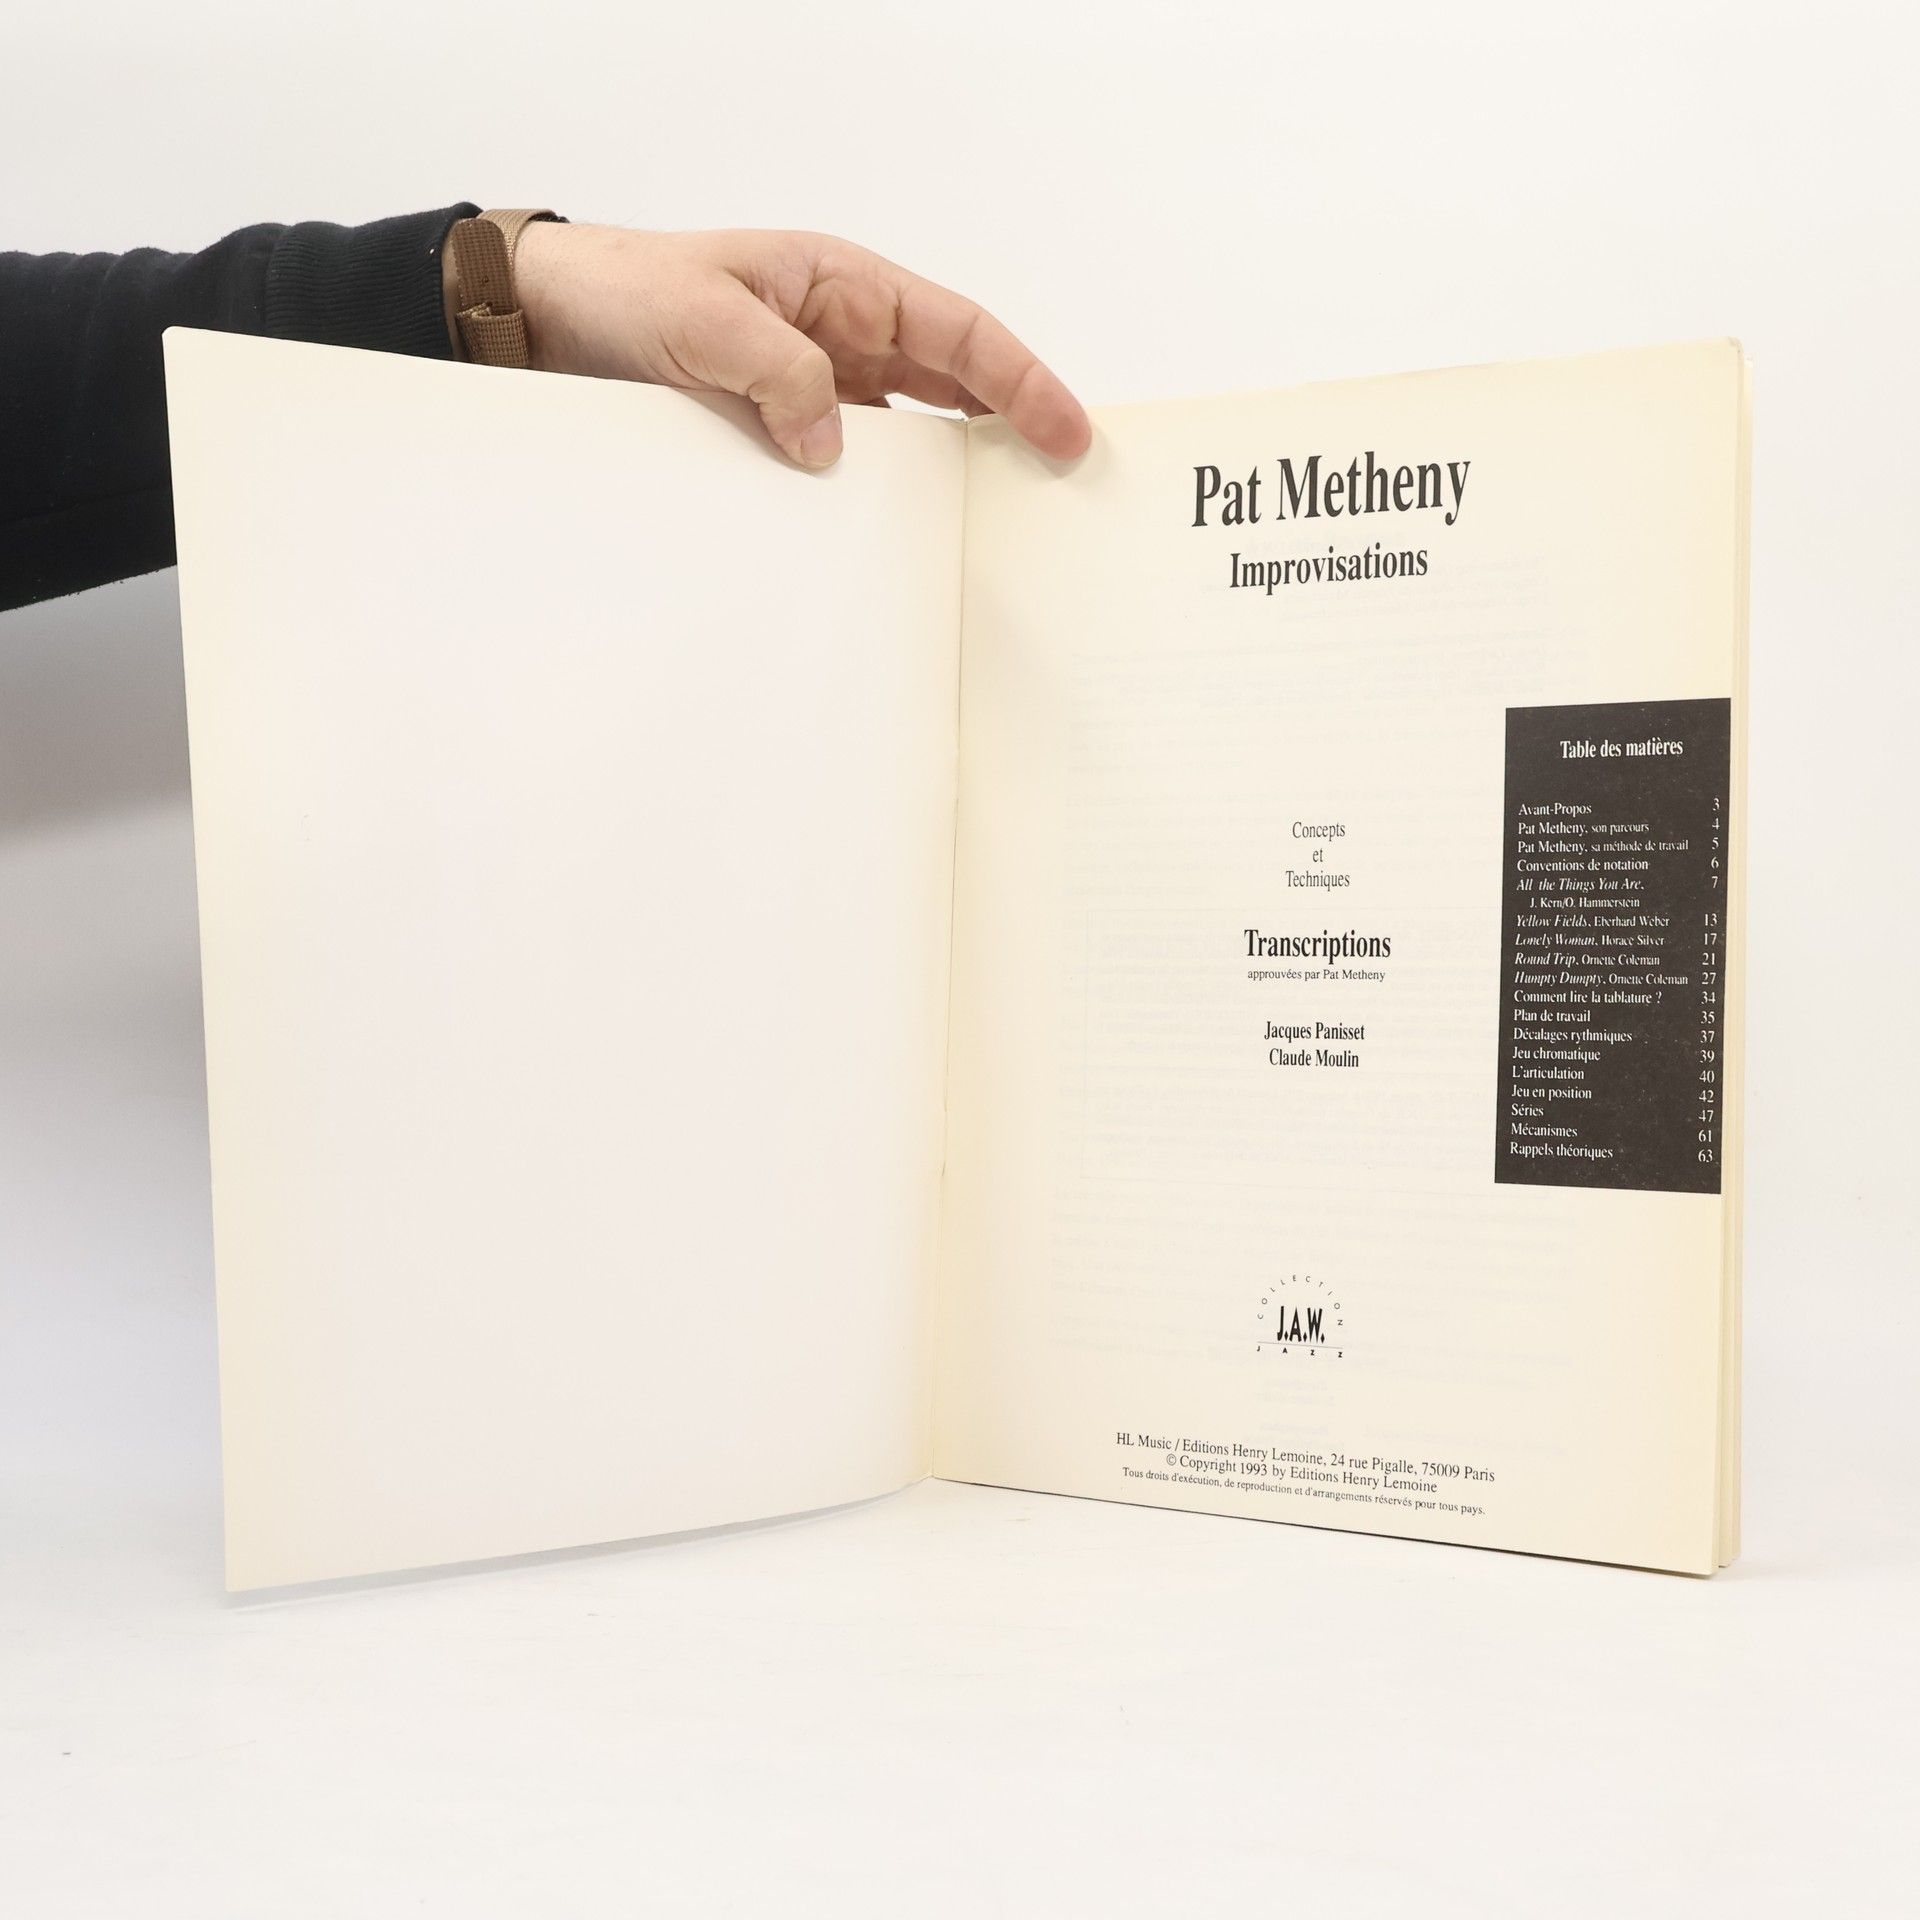 Pat Metheny
Improvisations
Concepts
et
Techniques
Transcriptions
approuvées par Pat Metheny
Jacques Panisset
Claude Moulin
Table des matières
Avant-Propos 3
Pat Metheny, son parcours 4
Pat Metheny, sa méthode de travail 5
Conventions de notation 6
All the Things You Are, 7
J. Kern/O. Hammerstein
Yellow Fields, Eberhard Weber 13
Lonely Woman, Horace Silver 17
Round Trip, Ornette Coleman 21
Humpty Dumpty, Ornette Coleman 27
Comment lire la tablature ? 34
Plan de travail 35
Décalages rythmiques 37
Jeu chromatique 39
L'articulation 40
Jeu en position 42
Séries 47
Mécanismes 61
Rappels théoriques 63
COLLECTION
J.A.W.
JAZZ
HL Music / Editions Henry Lemoine, 24 rue Pigalle, 75009 Paris
© Copyright 1993 by Editions Henry Lemoine
Tous droits d'exécution, de reproduction et d'arrangements réservés pour tous pays.